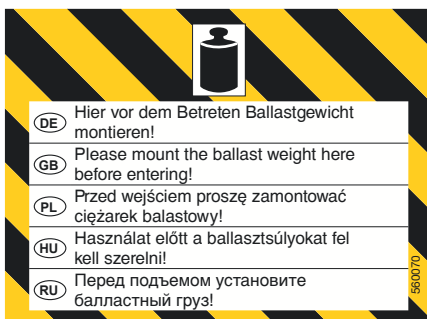 DE Hier vor dem Betreten Ballastgewicht
montieren!
GB Please mount the ballast weight here
before entering!
PL Przed wejściem proszę zamontować
ciężarek balastowy!
HU Használat előtt a ballasztsúlyokat fel
kell szerelni!
RU Перед подъемом установите
балластный груз!
560070